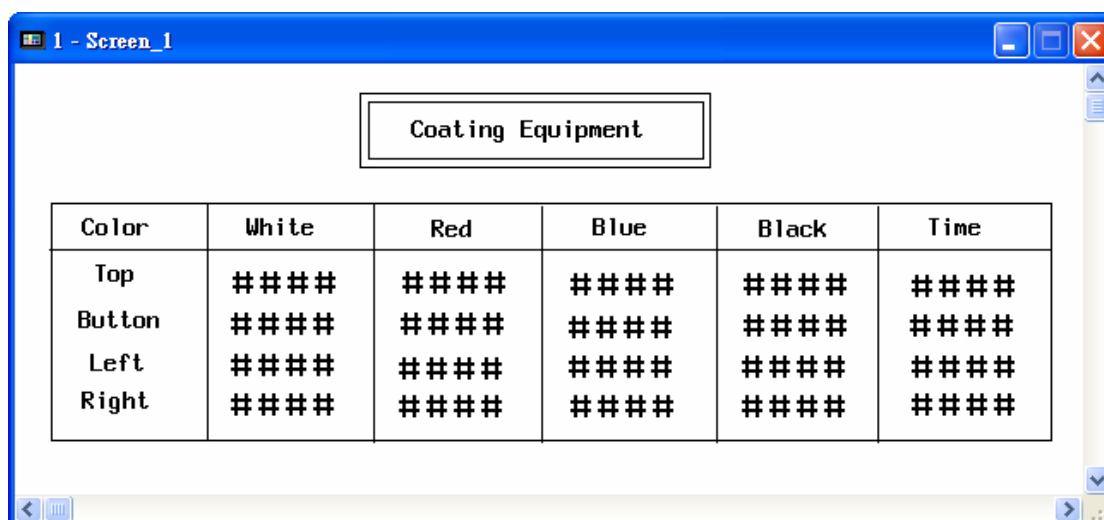 1 - Screen_1
Coating Equipment
Color White Red Blue Black Time
Top #### #### #### #### ####
Button #### #### #### #### ####
Left #### #### #### #### ####
Right #### #### #### #### ####